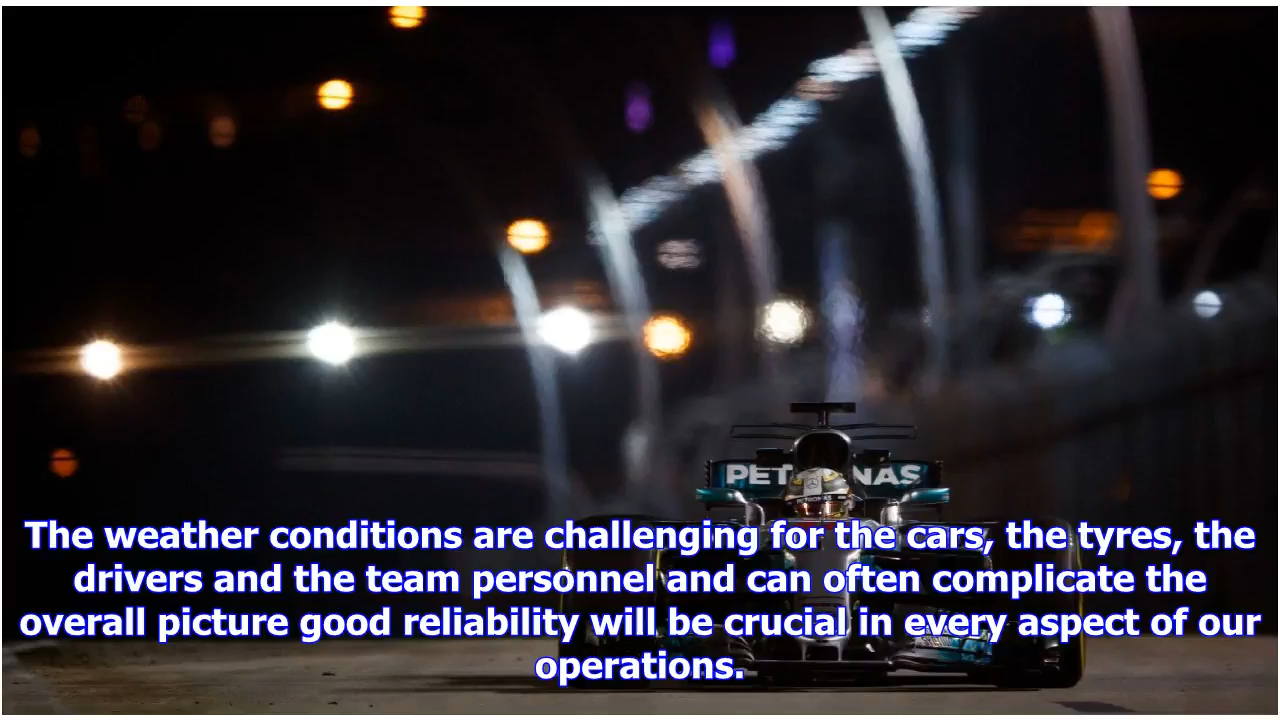 PETRONAS
PETRONAS
The weather conditions are challenging for the cars, the tyres, the
drivers and the team personnel and can often complicate the
overall picture good reliability will be crucial in every aspect of our
operations.